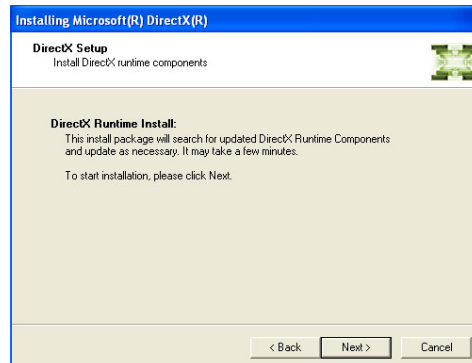 Installing Microsoft(R) DirectX(R)
DirectX Setup
Install DirectX runtime components
DirectX Runtime Install:
This install package will search for updated DirectX Runtime Components
and update as necessary. It may take a few minutes.
To start installation, please click Next.
< Back Next > Cancel